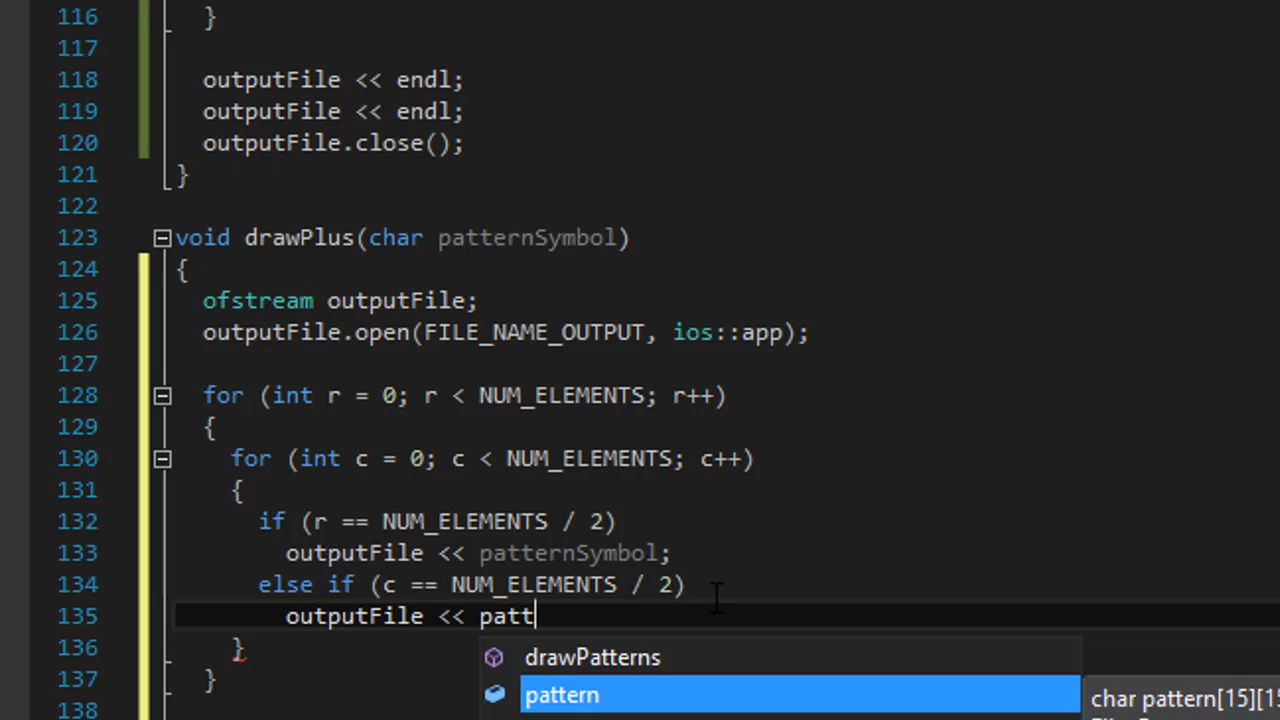 116 }
117
118 outputFile << endl;
119 outputFile << endl;
120 outputFile.close();
121 }
122
123 void drawPlus(char patternSymbol)
124 {
125 ofstream outputFile;
126 outputFile.open(FILE_NAME_OUTPUT, ios::app);
127
128 for (int r = 0; r < NUM_ELEMENTS; r++)
129 {
130 for (int c = 0; c < NUM_ELEMENTS; c++)
131 {
132 if (r == NUM_ELEMENTS / 2)
133 outputFile << patternSymbol;
134 else if (c == NUM_ELEMENTS / 2)
135 outputFile << patt
136 }
drawPatterns
137 }
pattern
char pattern[15][15
138